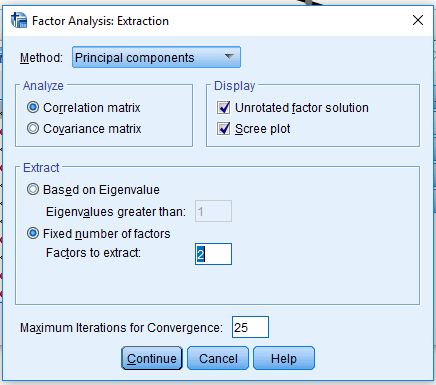 Factor Analysis: Extraction
Method: Principal components
Analyze
Correlation matrix
Covariance matrix
Display
Unrotated factor solution
Scree plot
Extract
Based on Eigenvalue
Eigenvalues greater than: 1
Fixed number of factors
Factors to extract: 2
Maximum Iterations for Convergence: 25
Continue Cancel Help